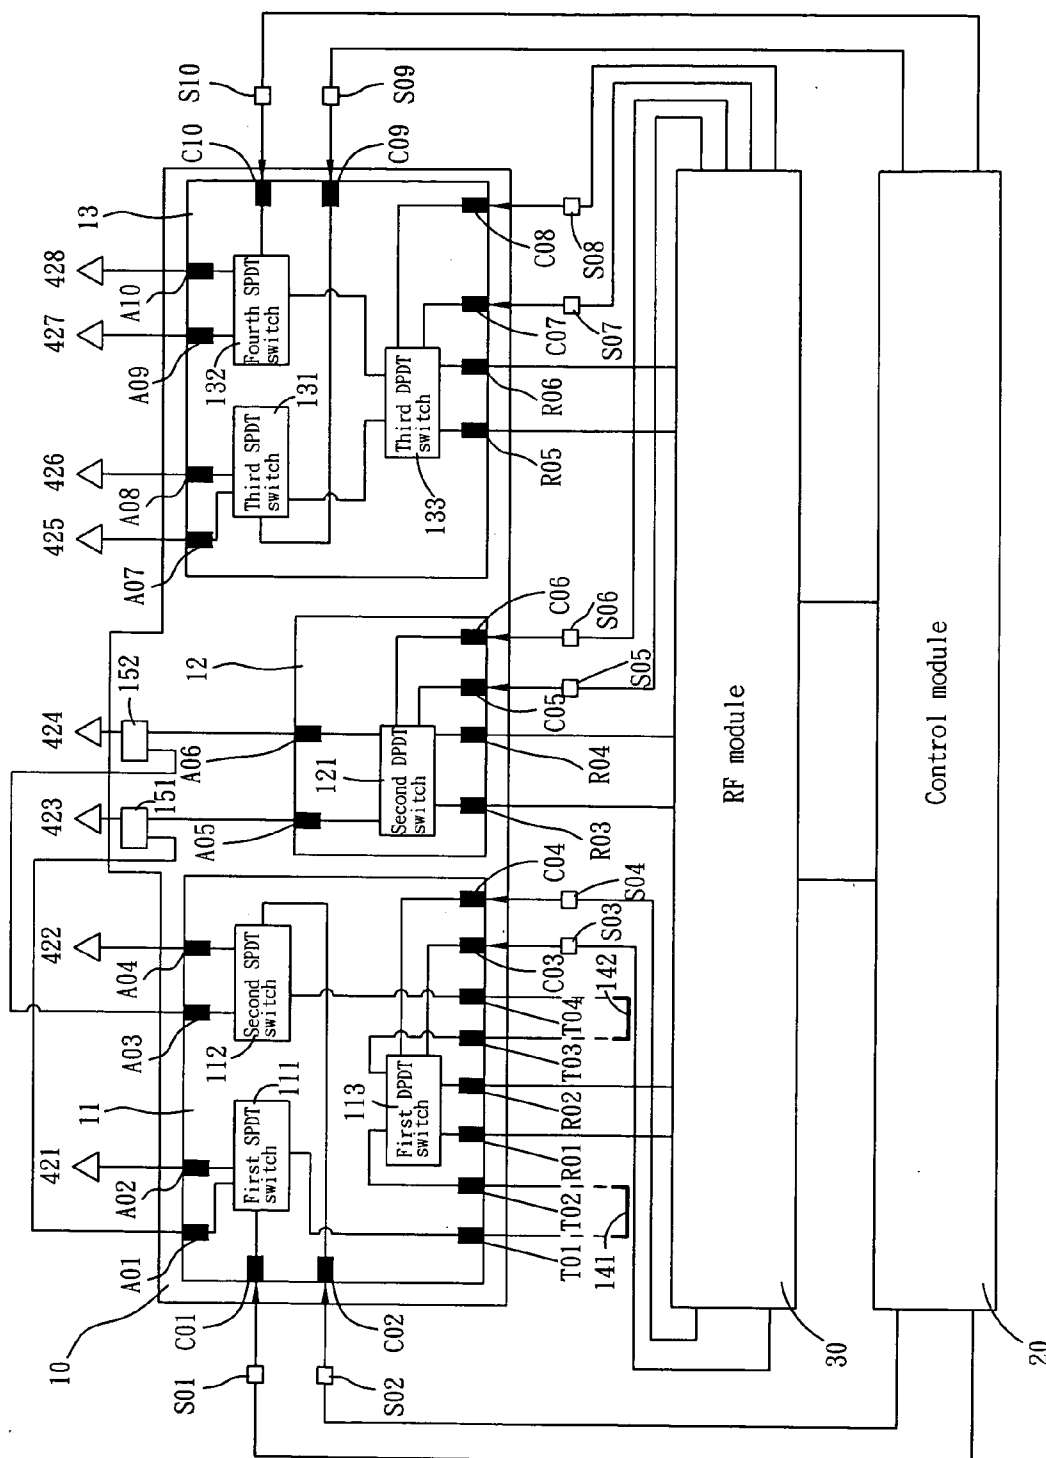 421
422
423
424
425
426
427
428
151
152
A01
A02
A03
A04
A05
A06
A07
A08
A09
A10
10
11
12
13
First SPDT
switch
111
Second SPDT
switch
112
First DPDT
switch
113
Second DPDT
switch
121
Third SPDT
switch
131
Fourth SPDT
switch
132
Third DPDT
switch
133
C01
C02
S01
S02
C10
C09
S10
S09
T01
T02
R01
R02
T03
T04
C03
C04
R03
R04
C05
C06
R05
R06
C07
C08
141
142
S03
S04
S05
S06
S07
S08
RF module
30
Control module
20